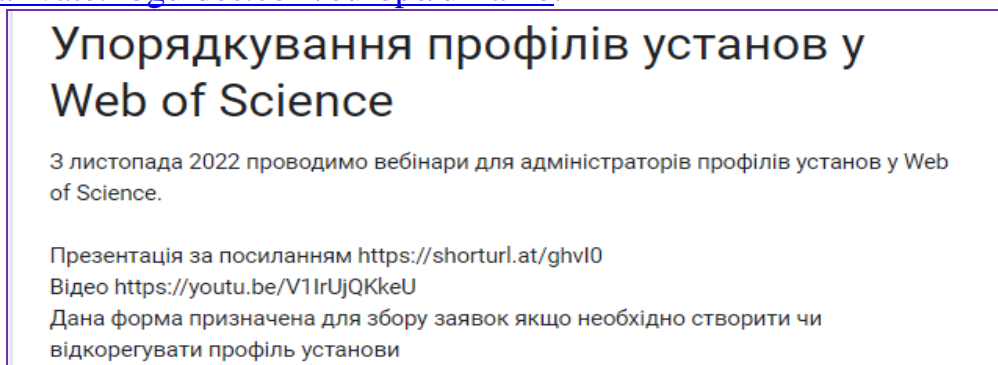 Упорядкування профілів установ у
Web of Science
З листопада 2022 проводимо вебінари для адміністраторів профілів установ у Web
of Science.
Презентація за посиланням https://shorturl.at/ghvI0
Відео https://youtu.be/V1IrUjQKkeU
Дана форма призначена для збору заявок якщо необхідно створити чи
відкорегувати профіль установи